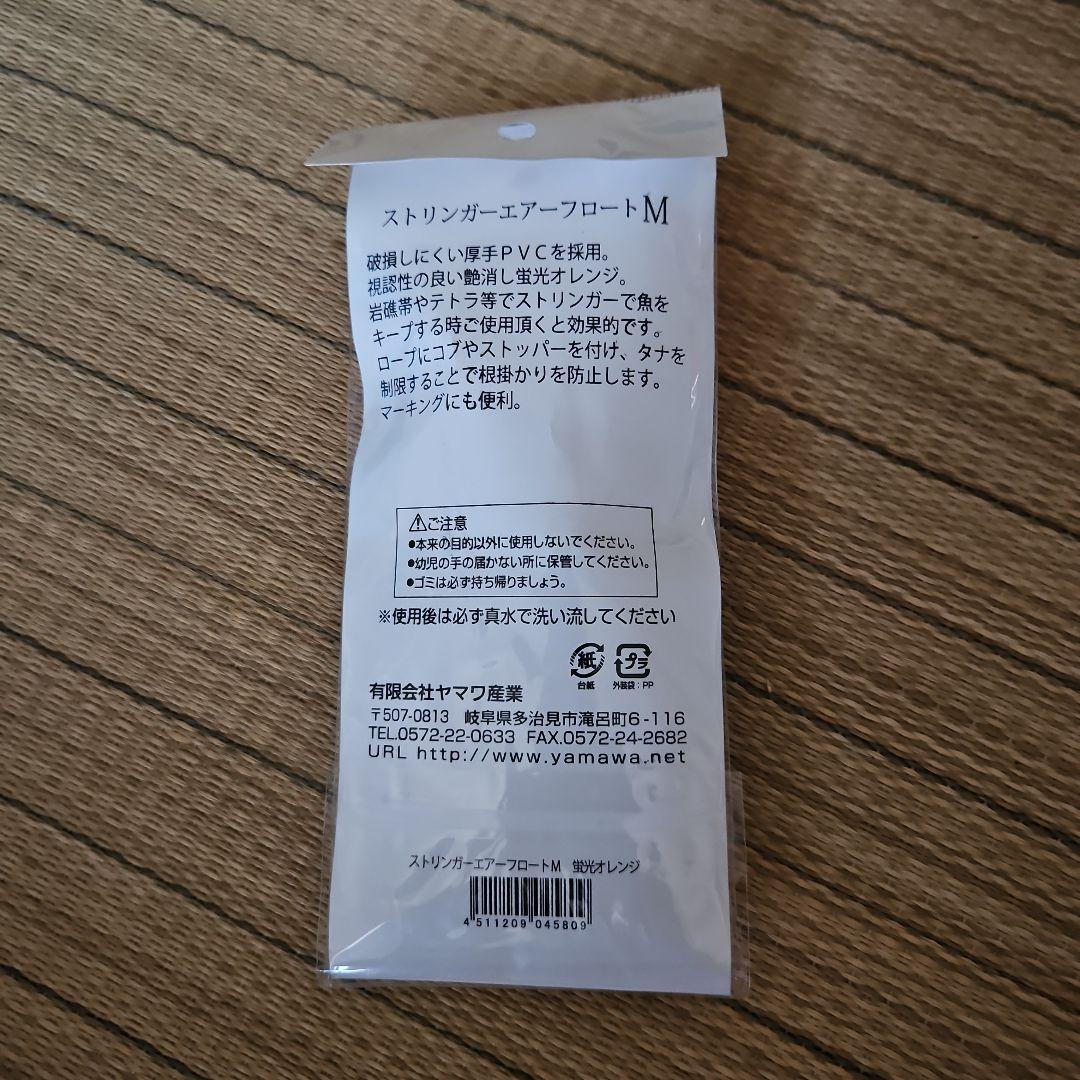 ストリンガーエアーフロートM
破損しにくい厚手PVCを採用。
視認性の良い艶消し蛍光オレンジ。
岩礁帯やテトラ等でストリンガーで魚を
キープする時ご使用頂くと効果的です。
ロープにコブやストッパーを付け、タナを
制限することで根掛かりを防止します。
マーキングにも便利。
⚠ご注意
●本来の目的以外に使用しないでください。
●幼児の手の届かない所に保管してください。
●ゴミは必ず持ち帰りましょう。
※使用後は必ず真水で洗い流してください
紙 プラ
台紙 外装袋：PP
有限会社ヤマワ産業
〒507-0813 岐阜県多治見市滝呂町6-116
TEL.0572-22-0633 FAX.0572-24-2682
URL http://www.yamawa.net
ストリンガーエアーフロートM 蛍光オレンジ
4 511209 045809